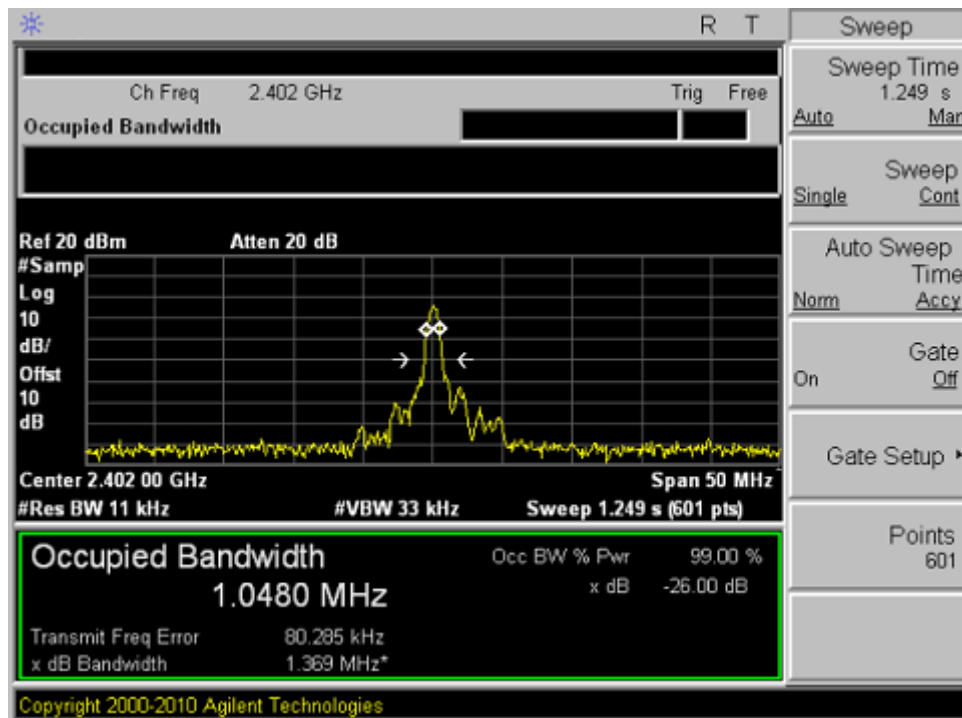 R T
Ch Freq 2.402 GHz Trig Free
Occupied Bandwidth
Ref 20 dBm Atten 20 dB
#Samp
Log
10
dB/
Offst
10
dB
Center 2.402 00 GHz Span 50 MHz
#Res BW 11 kHz #VBW 33 kHz Sweep 1.249 s (601 pts)
Occupied Bandwidth
1.0480 MHz
Occ BW % Pwr 99.00 %
x dB -26.00 dB
Transmit Freq Error 80.285 kHz
x dB Bandwidth 1.369 MHz*
Copyright 2000-2010 Agilent Technologies
Sweep
Sweep Time
1.249 s
Auto Man
Sweep
Single Cont
Auto Sweep
Time
Norm Accy
Gate
On Off
Gate Setup
Points
601